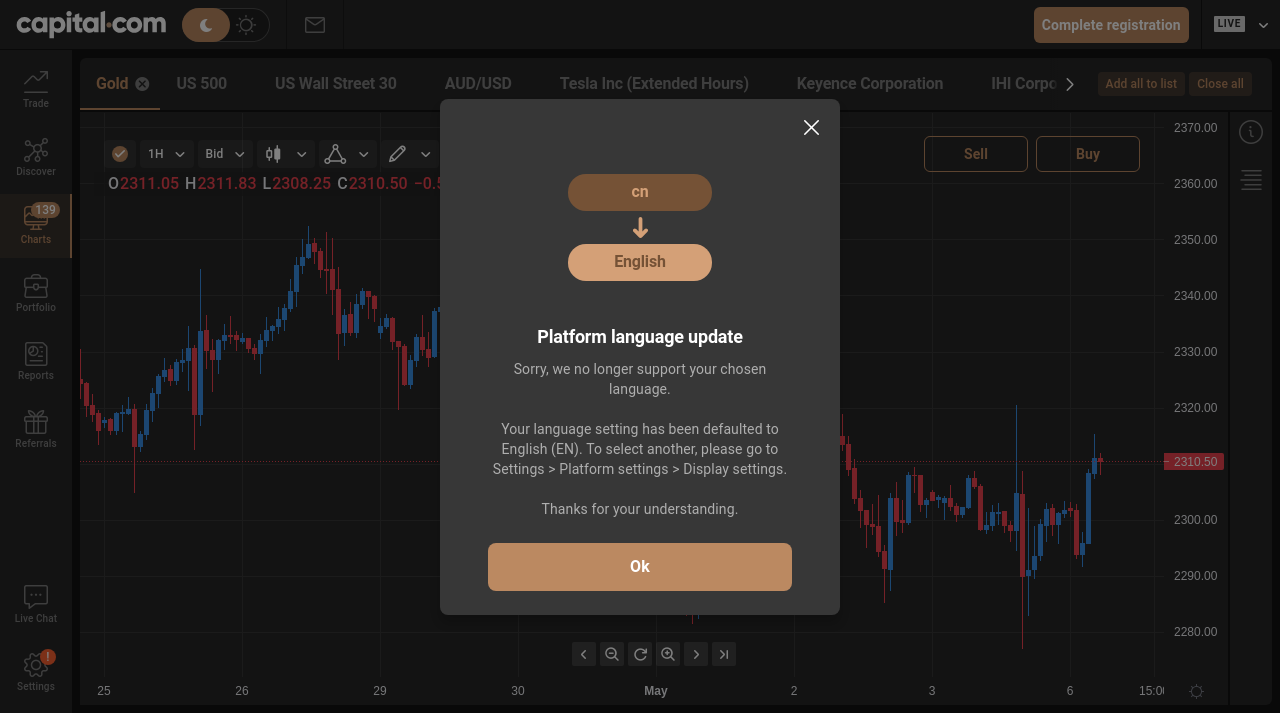 capital.com
Complete registration
LIVE
Trade
Discover
139
Charts
Portfolio
Reports
Referrals
Live Chat
!
Settings
Gold
US 500
US Wall Street 30
AUD/USD
Tesla Inc (Extended Hours)
Keyence Corporation
IHI Corpo
Add all to list
Close all
1H
Bid
Sell
Buy
O2311.05 H2311.83 L2308.25 C2310.50 −0.5
cn
English
Platform language update
Sorry, we no longer support your chosen
language.
Your language setting has been defaulted to
English (EN). To select another, please go to
Settings > Platform settings > Display settings.
Thanks for your understanding.
Ok
2370.00
2360.00
2350.00
2340.00
2330.00
2320.00
2310.50
2300.00
2290.00
2280.00
25
26
29
30
May
2
3
6
15:00